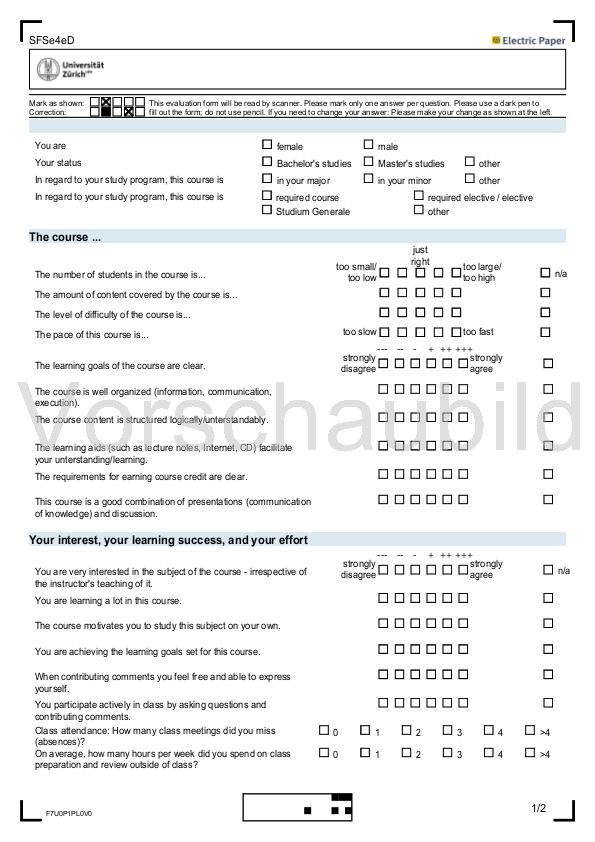 SFSe4eD
Electric Paper
Universität
Zürich
Mark as shown: This evaluation form will be read by scanner. Please mark only one answer per question. Please use a dark pen to
Correction: fill out the form; do not use pencil. If you need to change your answer: Please make your change as shown at the left.
You are female male
Your status Bachelor's studies Master's studies other
In regard to your study program, this course is in your major in your minor other
In regard to your study program, this course is required course required elective / elective
Studium Generale other
The course ...
just
right
The number of students in the course is... too small/ too low too large/ too high n/a
The amount of content covered by the course is...
The level of difficulty of the course is...
The pace of this course is... too slow too fast
--- -- - + ++ +++
The learning goals of the course are clear. strongly disagree strongly agree
The course is well organized (information, communication,
execution).
Vorschaubild
The course content is structured logically/unterstandably.
The learning aids (such as lecture notes, Internet, CD) facilitate
your unterstanding/learning.
The requirements for earning course credit are clear.
This course is a good combination of presentations (communication
of knowledge) and discussion.
Your interest, your learning success, and your effort
--- -- - + ++ +++
You are very interested in the subject of the course - irrespective of strongly disagree strongly agree n/a
the instructor's teaching of it.
You are learning a lot in this course.
The course motivates you to study this subject on your own.
You are achieving the learning goals set for this course.
When contributing comments you feel free and able to express
yourself.
You participate actively in class by asking questions and
contributing comments.
Class attendance: How many class meetings did you miss 0 1 2 3 4 >4
(absences)?
On average, how many hours per week did you spend on class 0 1 2 3 4 >4
preparation and review outside of class?
F7U0P1PL0V0
1/2